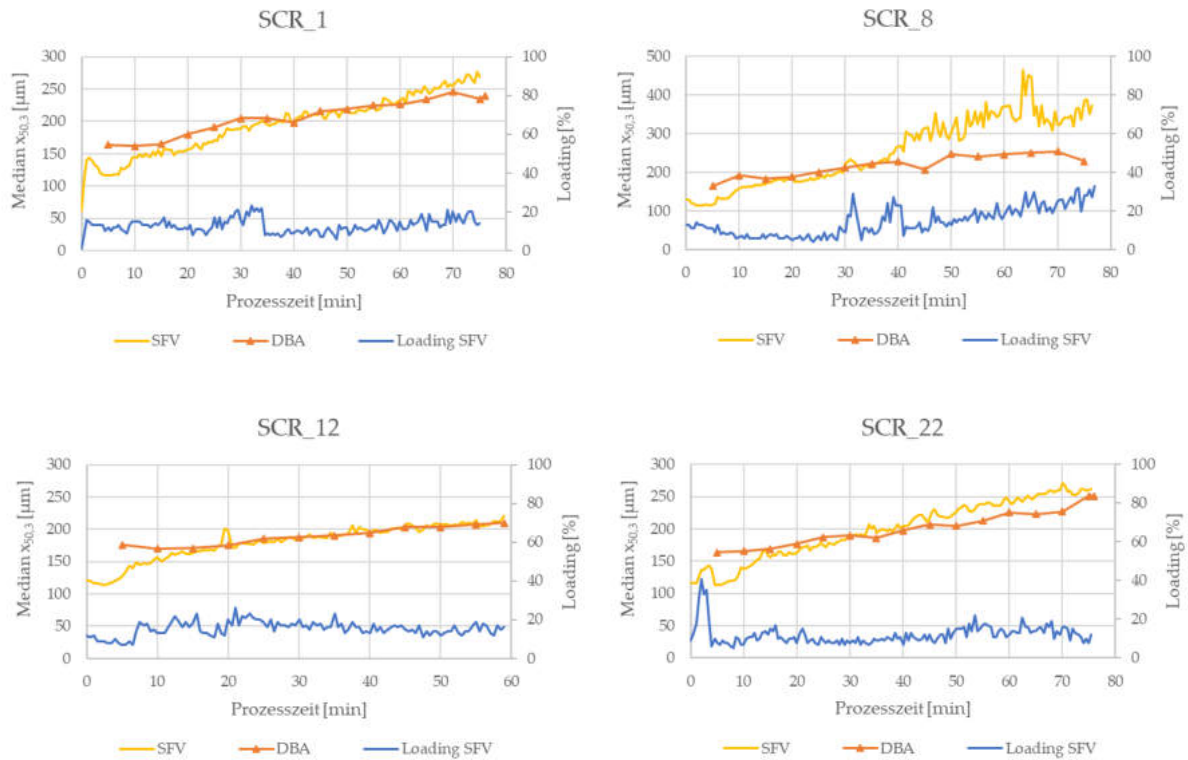 SCR_1
300
250
200
150
100
50
0
Median x50,3 [µm]
100
80
60
40
20
0
Loading [%]
0 10 20 30 40 50 60 70 80
Prozesszeit [min]
SFV DBA Loading SFV
SCR_8
500
400
300
200
100
0
Median x50,3 [µm]
100
80
60
40
20
0
Loading [%]
0 10 20 30 40 50 60 70 80
Prozesszeit [min]
SFV DBA Loading SFV
SCR_12
300
250
200
150
100
50
0
Median x50,3 [µm]
100
80
60
40
20
0
Loading [%]
0 10 20 30 40 50 60
Prozesszeit [min]
SFV DBA Loading SFV
SCR_22
300
250
200
150
100
50
0
Median x50,3 [µm]
100
80
60
40
20
0
Loading [%]
0 10 20 30 40 50 60 70 80
Prozesszeit [min]
SFV DBA Loading SFV